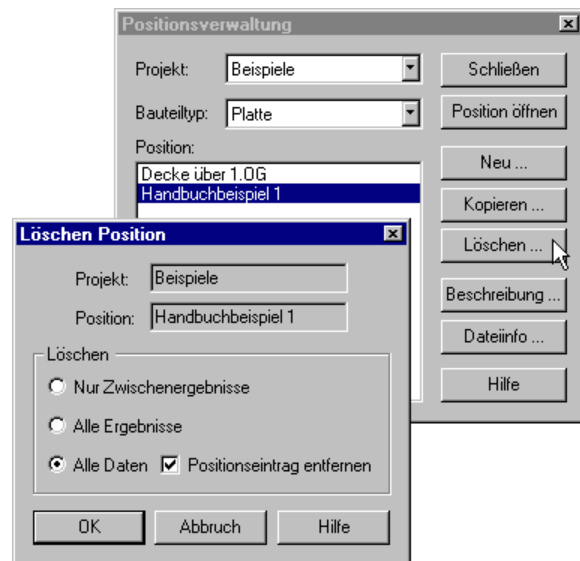 Positionsverwaltung
Projekt: Beispiele Schließen
Bauteiltyp: Platte Position öffnen
Position:
Decke über 1.OG
Handbuchbeispiel 1
Neu ...
Kopieren ...
Löschen ...
Beschreibung ...
Dateiinfo ...
Hilfe
Löschen Position
Projekt: Beispiele
Position: Handbuchbeispiel 1
Löschen
Nur Zwischenergebnisse
Alle Ergebnisse
Alle Daten Positionseintrag entfernen
OK Abbruch Hilfe